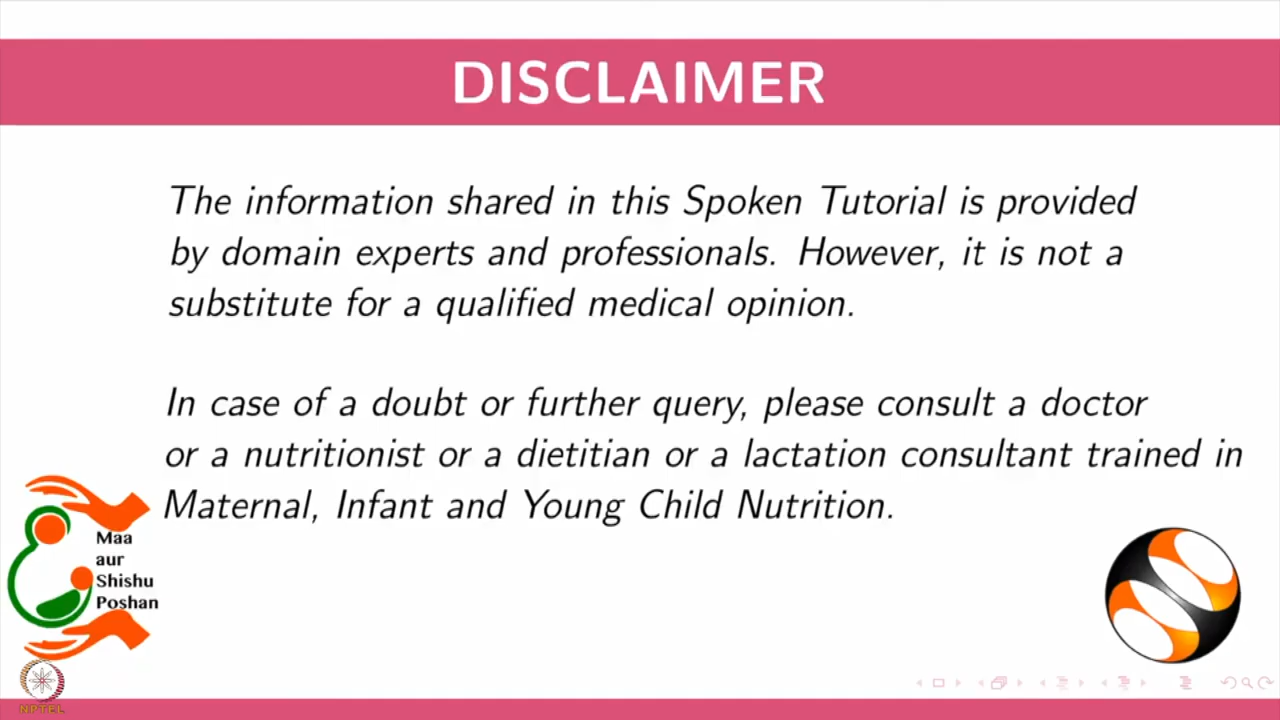 DISCLAIMER
The information shared in this Spoken Tutorial is provided
by domain experts and professionals. However, it is not a
substitute for a qualified medical opinion.
In case of a doubt or further query, please consult a doctor
or a nutritionist or a dietitian or a lactation consultant trained in
Maternal, Infant and Young Child Nutrition.
Maa
aur
Shishu
Poshan
NPTEL